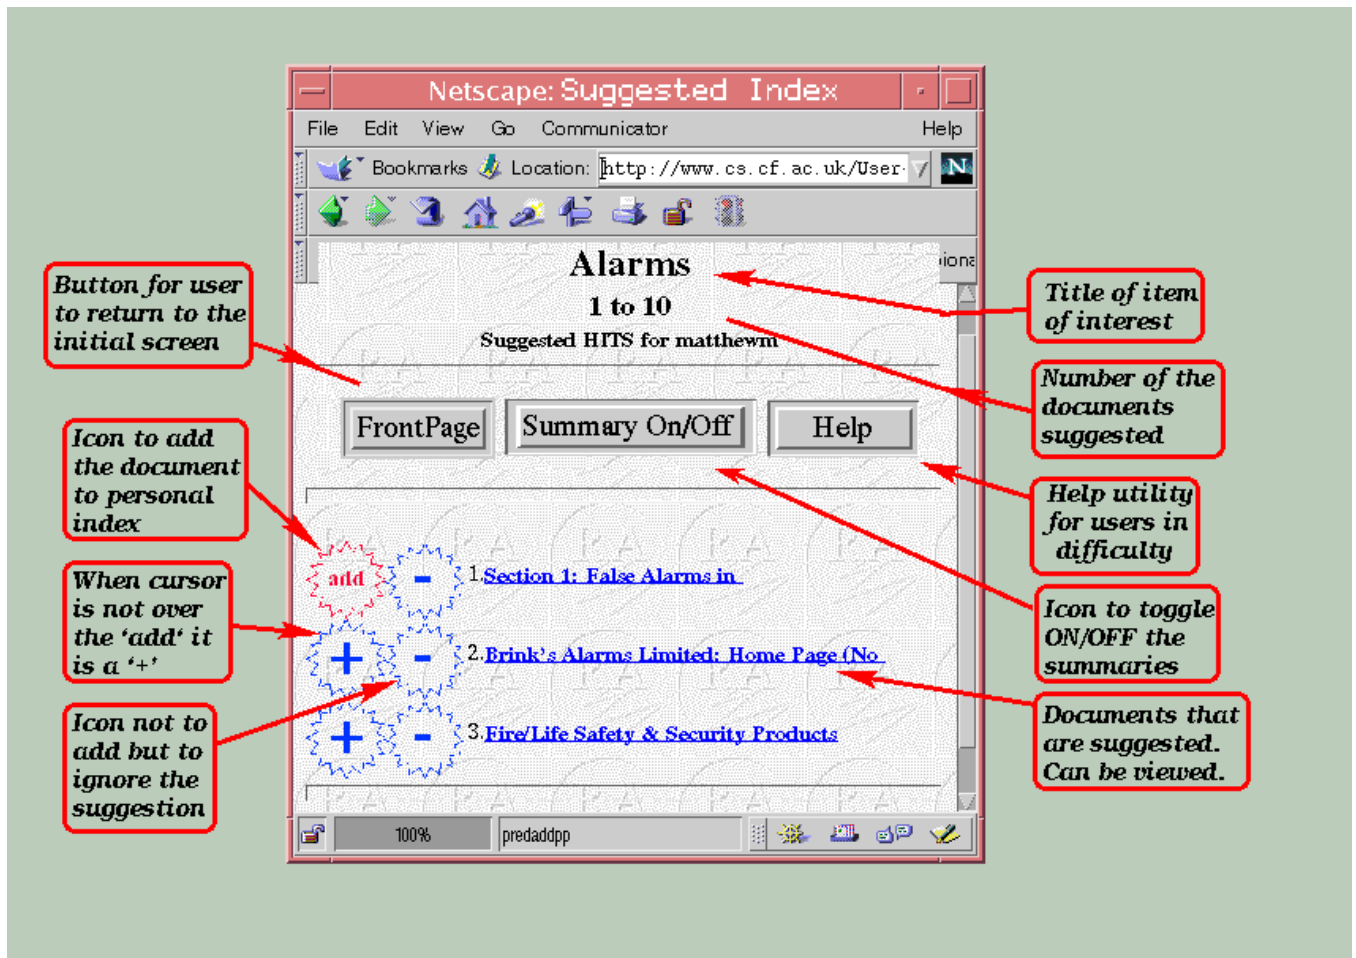 Netscape: Suggested Index
File Edit View Go Communicator Help
Bookmarks Location: http://www.cs.cf.ac.uk/User
N
Alarms
1 to 10
Suggested HITS for matthewm
FrontPage Summary On/Off Help
add - 1. Section 1: False Alarms in
+ - 2. Brink's Alarms Limited: Home Page (No
+ - 3. Fire/Life Safety & Security Products
100% predaddpp
Button for user
to return to the
initial screen
Icon to add
the document
to personal
index
When cursor
is not over
the ‘add‘ it
is a ‘+’
Icon not to
add but to
ignore the
suggestion
Title of item
of interest
Number of the
documents
suggested
Help utility
for users in
difficulty
Icon to toggle
ON/OFF the
summaries
Documents that
are suggested.
Can be viewed.